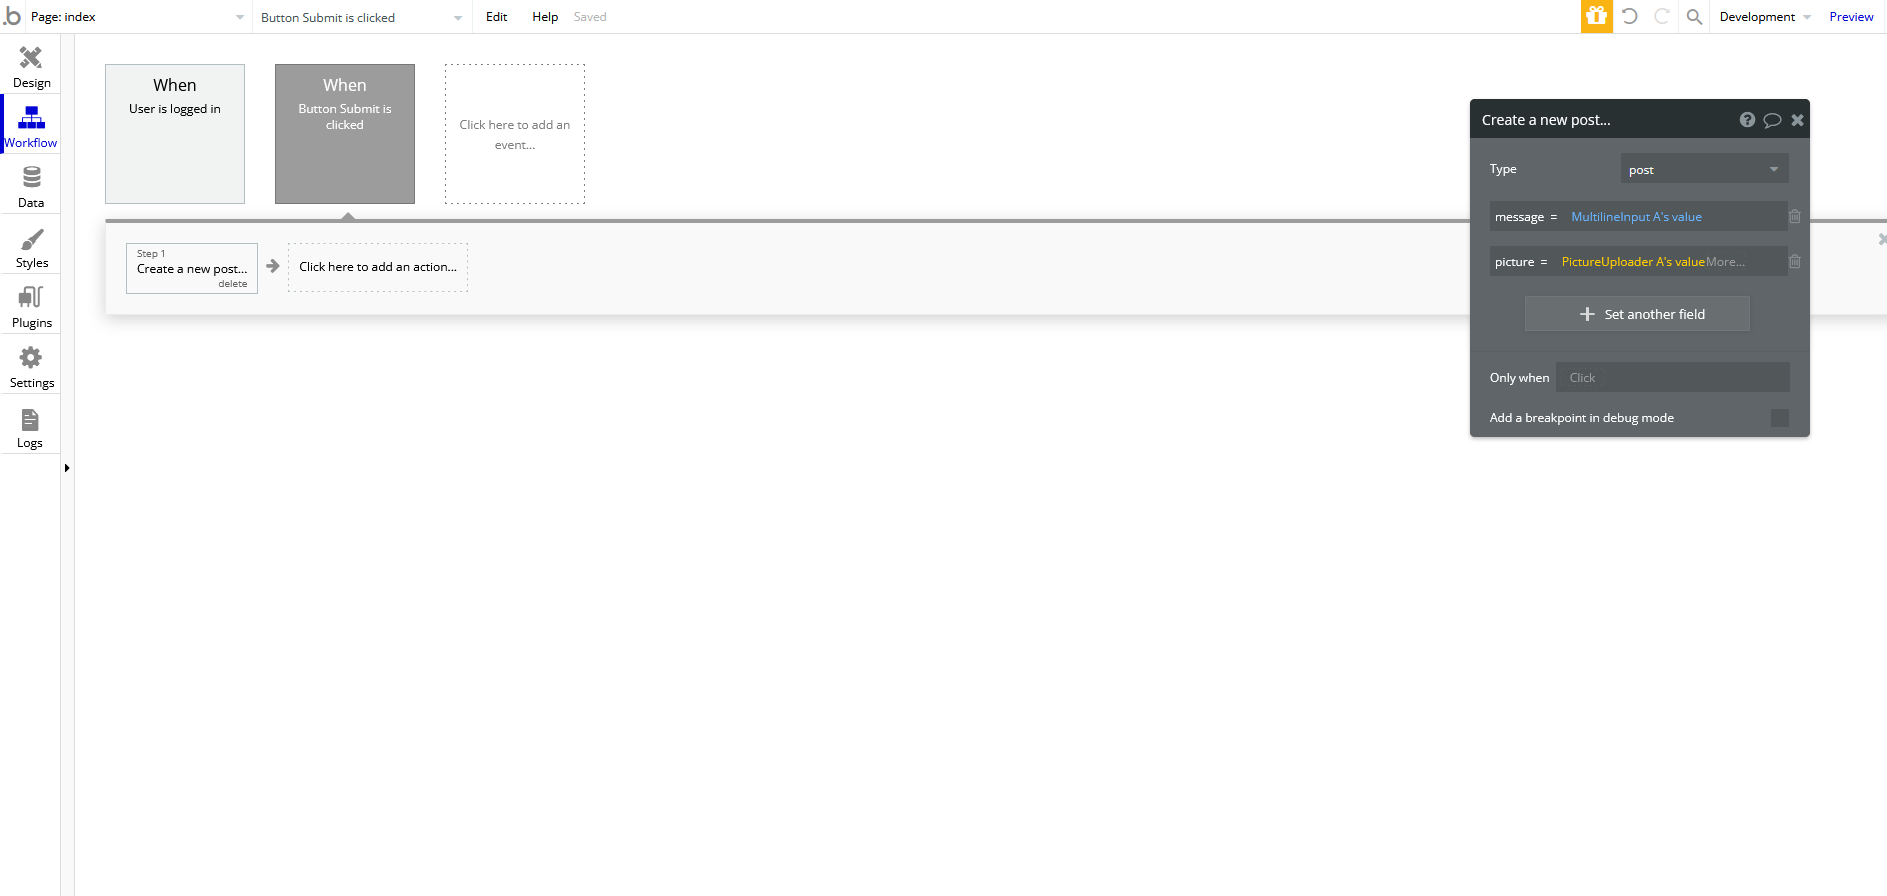 .b
Page: index
Button Submit is clicked
Edit
Help
Saved
Development
Preview
Design
Workflow
Data
Styles
Plugins
Settings
Logs
When
User is logged in
When
Button Submit is
clicked
Click here to add an
event...
Step 1
Create a new post...
delete
Click here to add an action...
Create a new post...
Type
post
message =
MultilineInput A's value
picture =
PictureUploader A's valueMore...
Set another field
Only when
Click
Add a breakpoint in debug mode